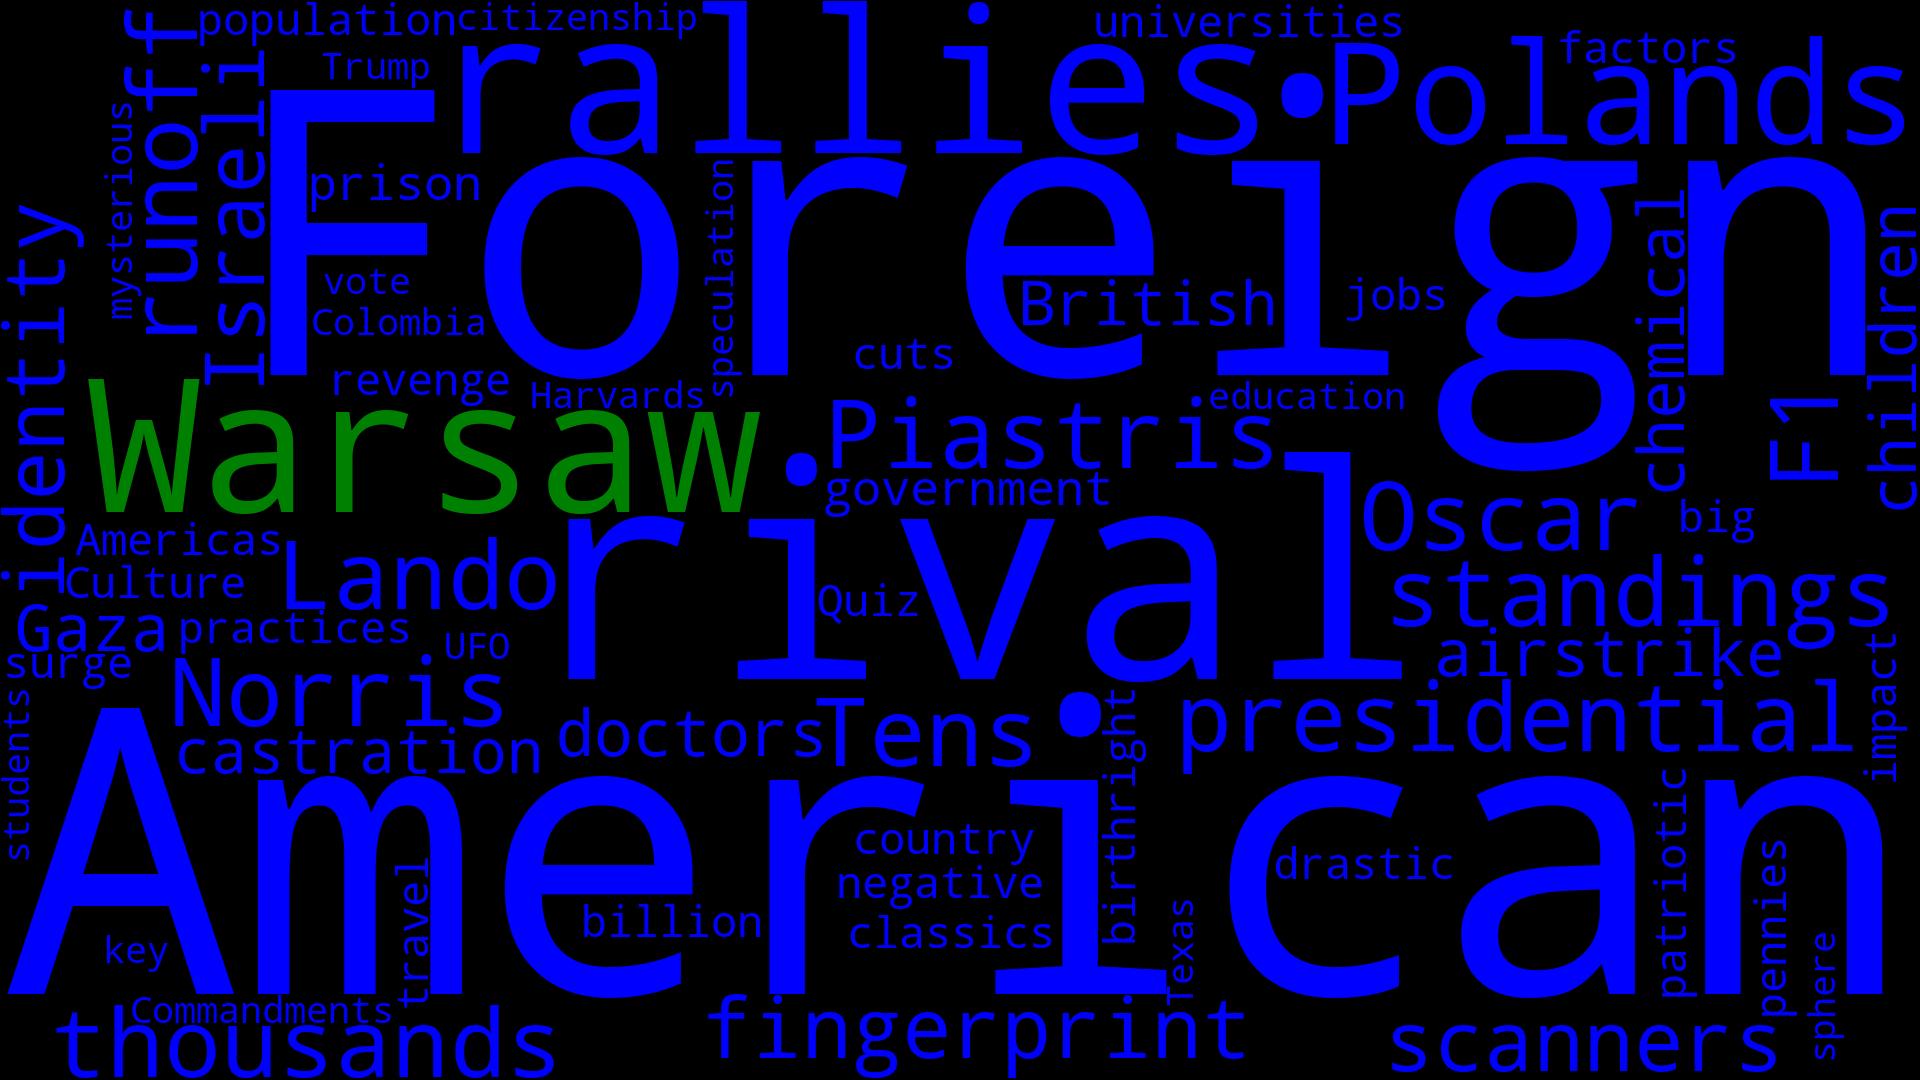 population
citizenship
rallies
universities
factors
Trump
Polands
runoff
Israeli
mysterious
Foreign
prison
speculation
vote
British
jobs
Colombia
chemical
children
identity
cuts
revenge
Harvards
education
Warsaw
Piastris
F1
government
Oscar
big
Americas
Lando
rival
Culture
Quiz
standings
Gaza
practices
UFO
airstrike
surge
Norris
impact
students
castration
doctors
Tens
birthright
presidential
American
country
drastic
negative
patriotic
pennies
billion
classics
travel
key
Texas
sphere
Commandments
thousands
fingerprint
scanners